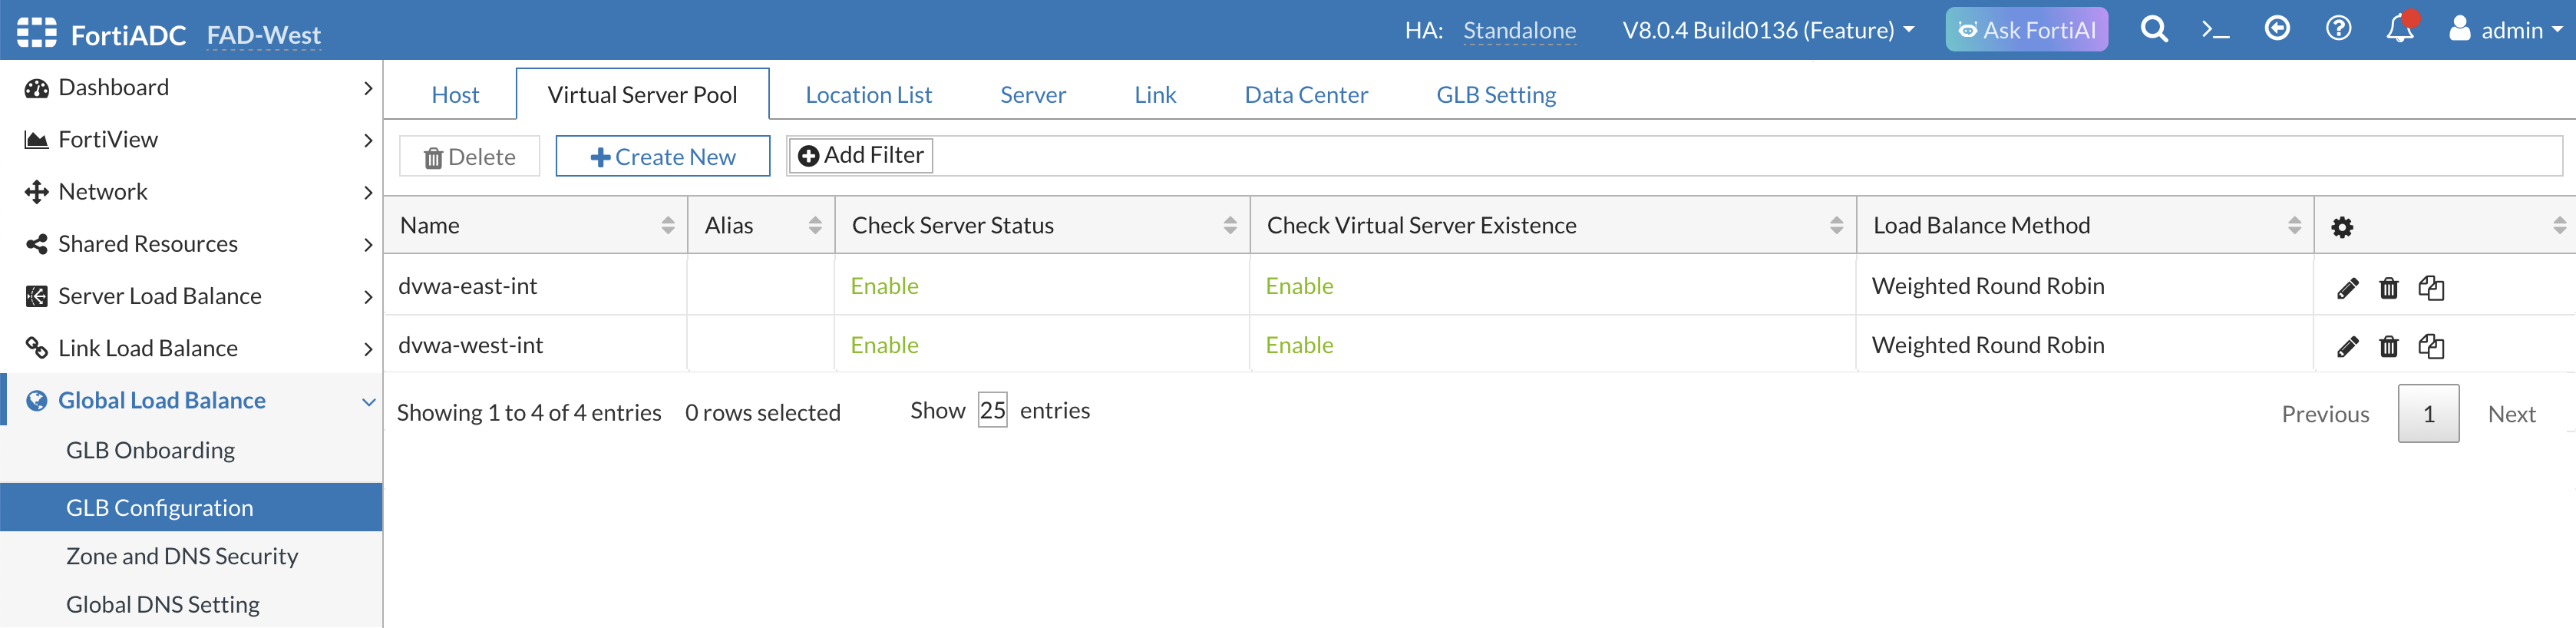 FortiADC FAD-West HA: Standalone V8.0.4 Build0136 (Feature) Ask FortiAI admin
Dashboard
FortiView
Network
Shared Resources
Server Load Balance
Link Load Balance
Global Load Balance
GLB Onboarding
GLB Configuration
Zone and DNS Security
Global DNS Setting
Host Virtual Server Pool Location List Server Link Data Center GLB Setting
Delete Create New Add Filter
Name Alias Check Server Status Check Virtual Server Existence Load Balance Method
dvwa-east-int Enable Enable Weighted Round Robin
dvwa-west-int Enable Enable Weighted Round Robin
Showing 1 to 4 of 4 entries 0 rows selected Show 25 entries Previous 1 Next